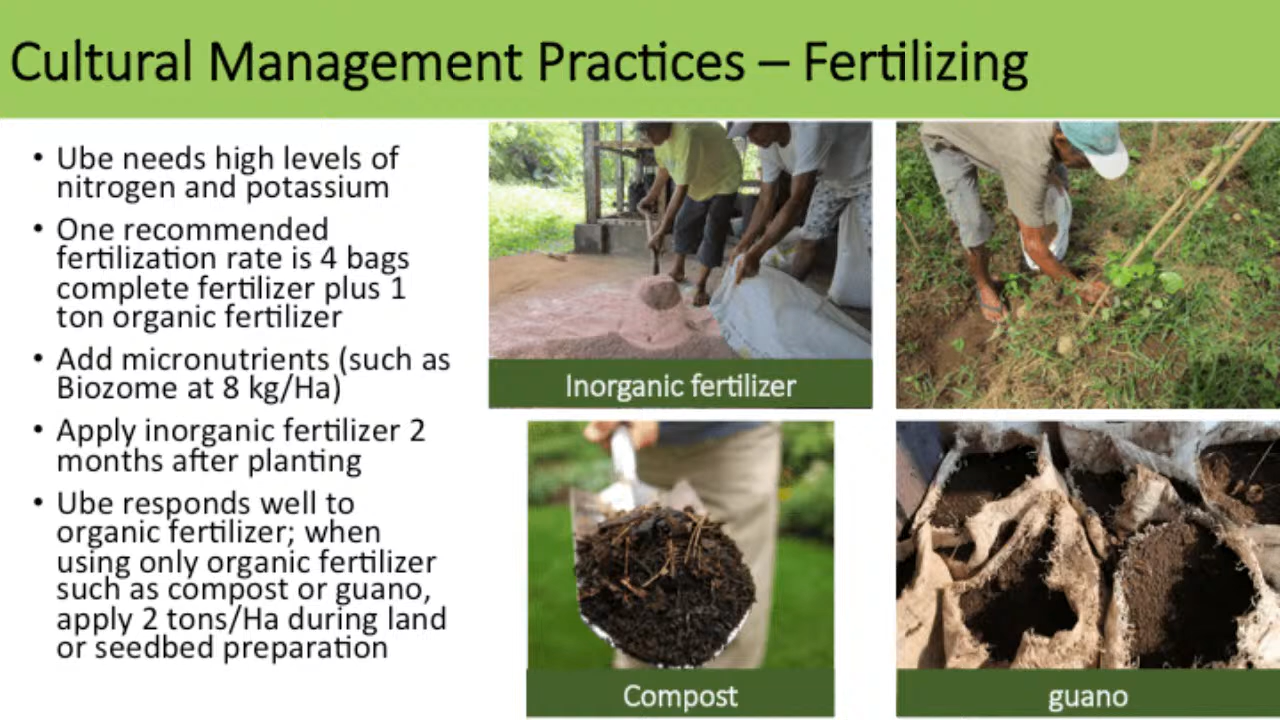 Cultural Management Practices – Fertilizing
• Ube needs high levels of
nitrogen and potassium
• One recommended
fertilization rate is 4 bags
complete fertilizer plus 1
ton organic fertilizer
• Add micronutrients (such as
Biozome at 8 kg/Ha)
• Apply inorganic fertilizer 2
months after planting
• Ube responds well to
organic fertilizer; when
using only organic fertilizer
such as compost or guano,
apply 2 tons/Ha during land
or seedbed preparation
Inorganic fertilizer
Compost
guano